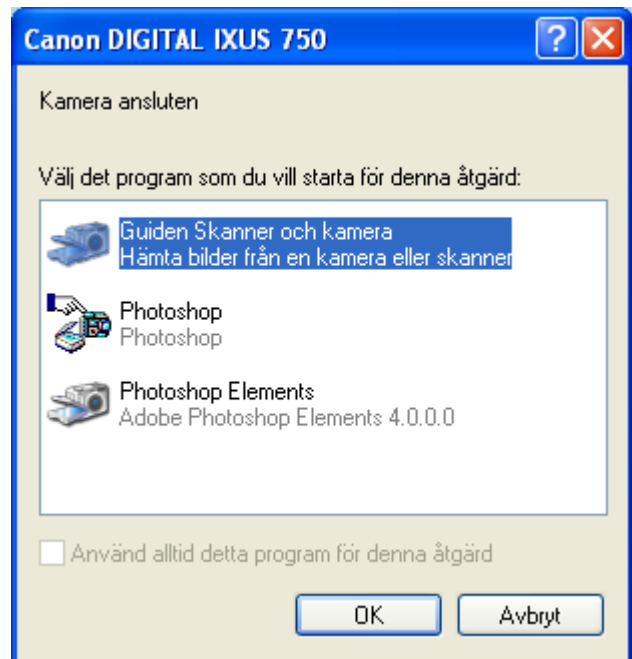 Canon DIGITAL IXUS 750
Kamera ansluten
Välj det program som du vill starta för denna åtgärd:
Guiden Skanner och kamera
Hämta bilder från en kamera eller skanner
Photoshop
Photoshop
Photoshop Elements
Adobe Photoshop Elements 4.0.0.0
Använd alltid detta program för denna åtgärd
OK Avbryt